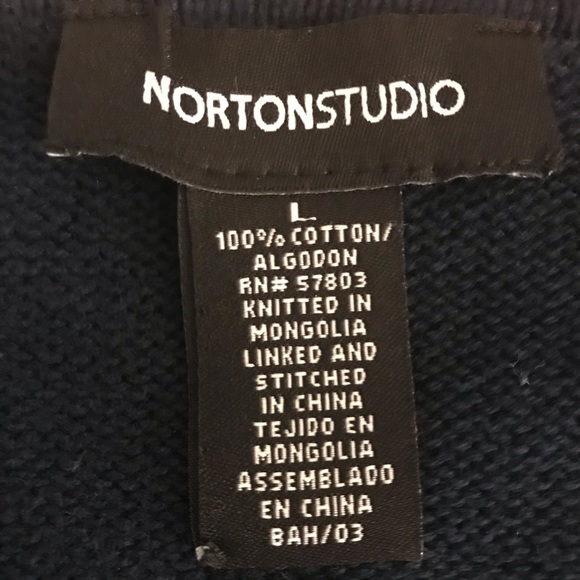 NORTONSTUDIO
L
100% COTTON/
ALGODON
RN# 57803
KNITTED IN
MONGOLIA
LINKED AND
STITCHED
IN CHINA
TEJIDO EN
MONGOLIA
ASSEMBLADO
EN CHINA
BAH/03